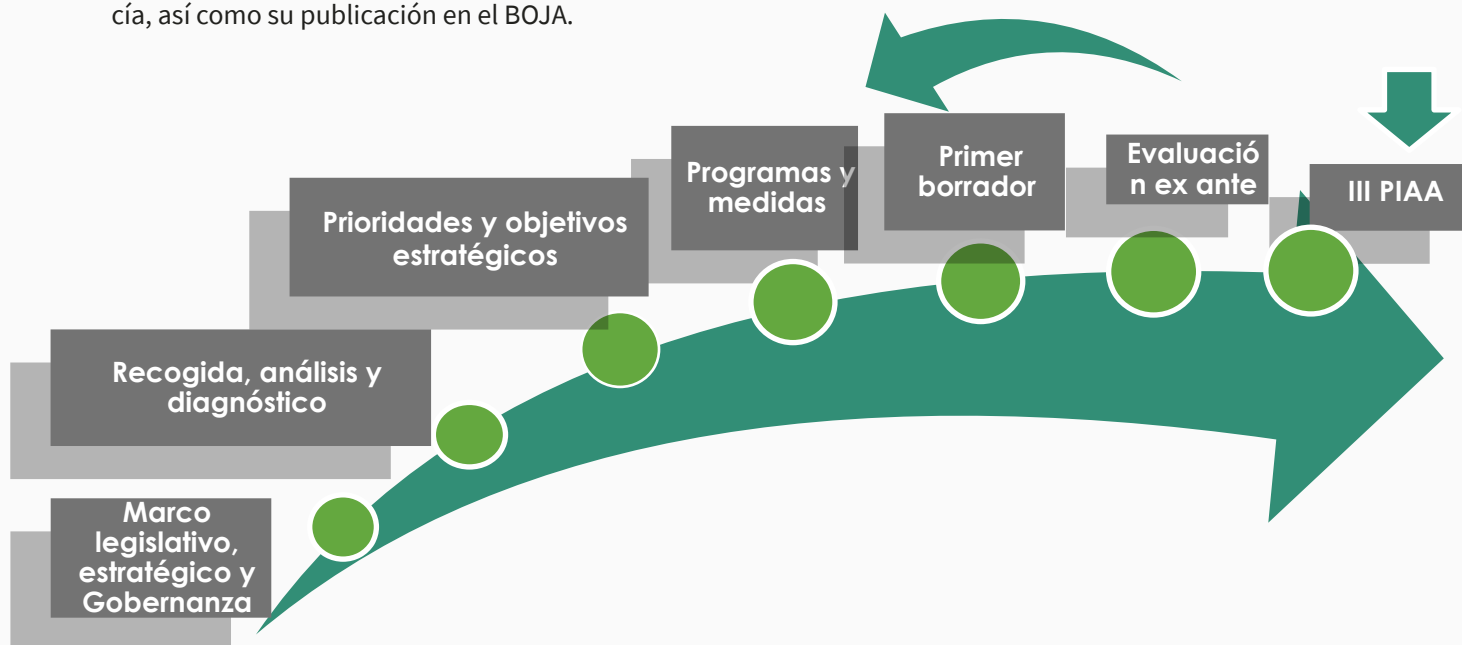 cía, así como su publicación en el BOJA.
Marco
legislativo,
estratégico y
Gobernanza
Recogida, análisis y
diagnóstico
Prioridades y objetivos
estratégicos
Programas y
medidas
Primer
borrador
Evaluació
n ex ante
III PIAA